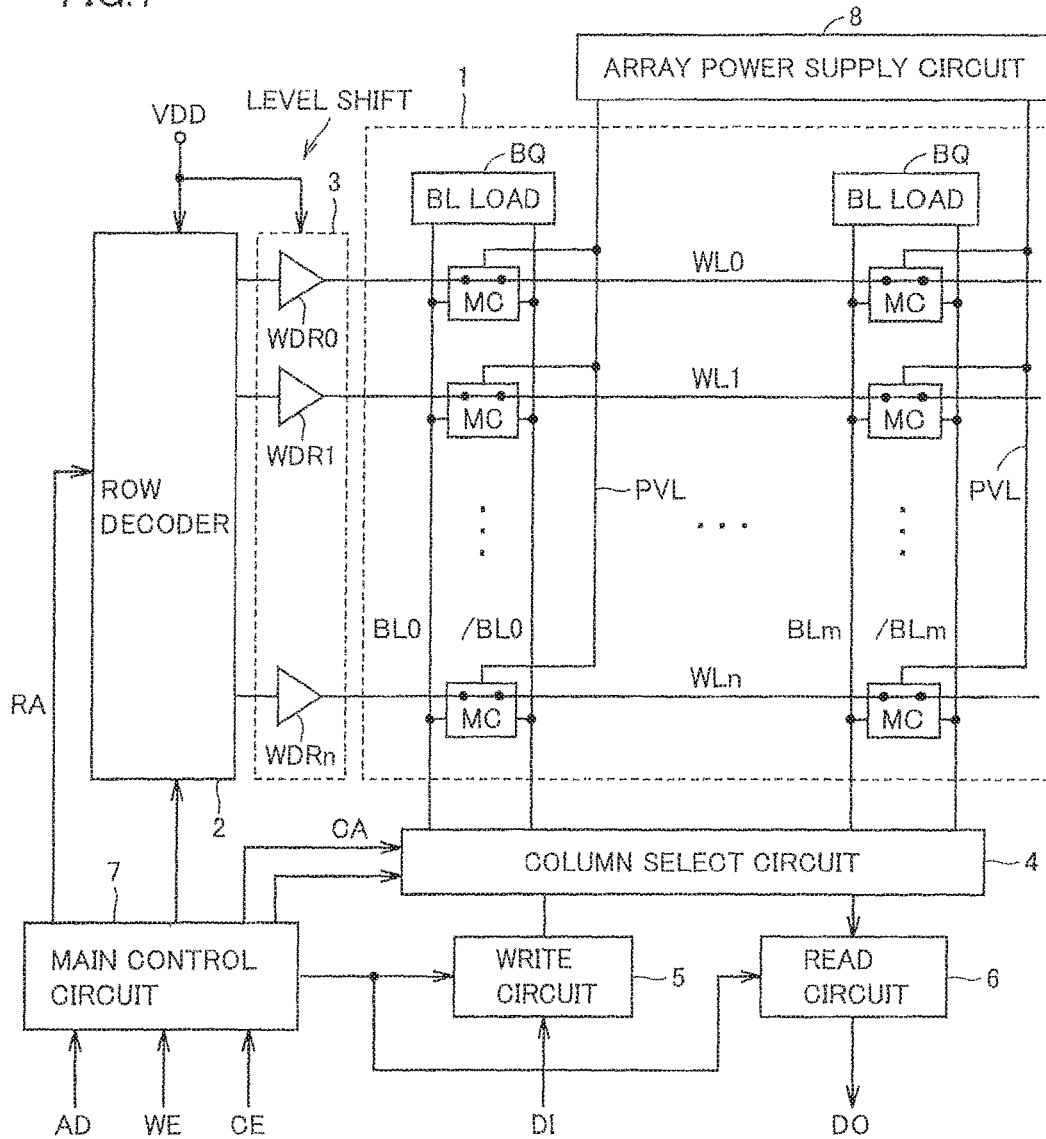 8
ARRAY POWER SUPPLY CIRCUIT
1
LEVEL SHIFT
VDD
3
BQ
BQ
BL LOAD
BL LOAD
WL0
MC
MC
WDR0
WL1
MC
MC
WDR1
ROW
DECODER
PVL
PVL
BL0
/BL0
BLm
/BLm
WLn
RA
MC
MC
WDRn
2
CA
COLUMN SELECT CIRCUIT
4
7
MAIN CONTROL
CIRCUIT
WRITE
CIRCUIT
5
READ
CIRCUIT
6
AD
WE
CE
DI
DO